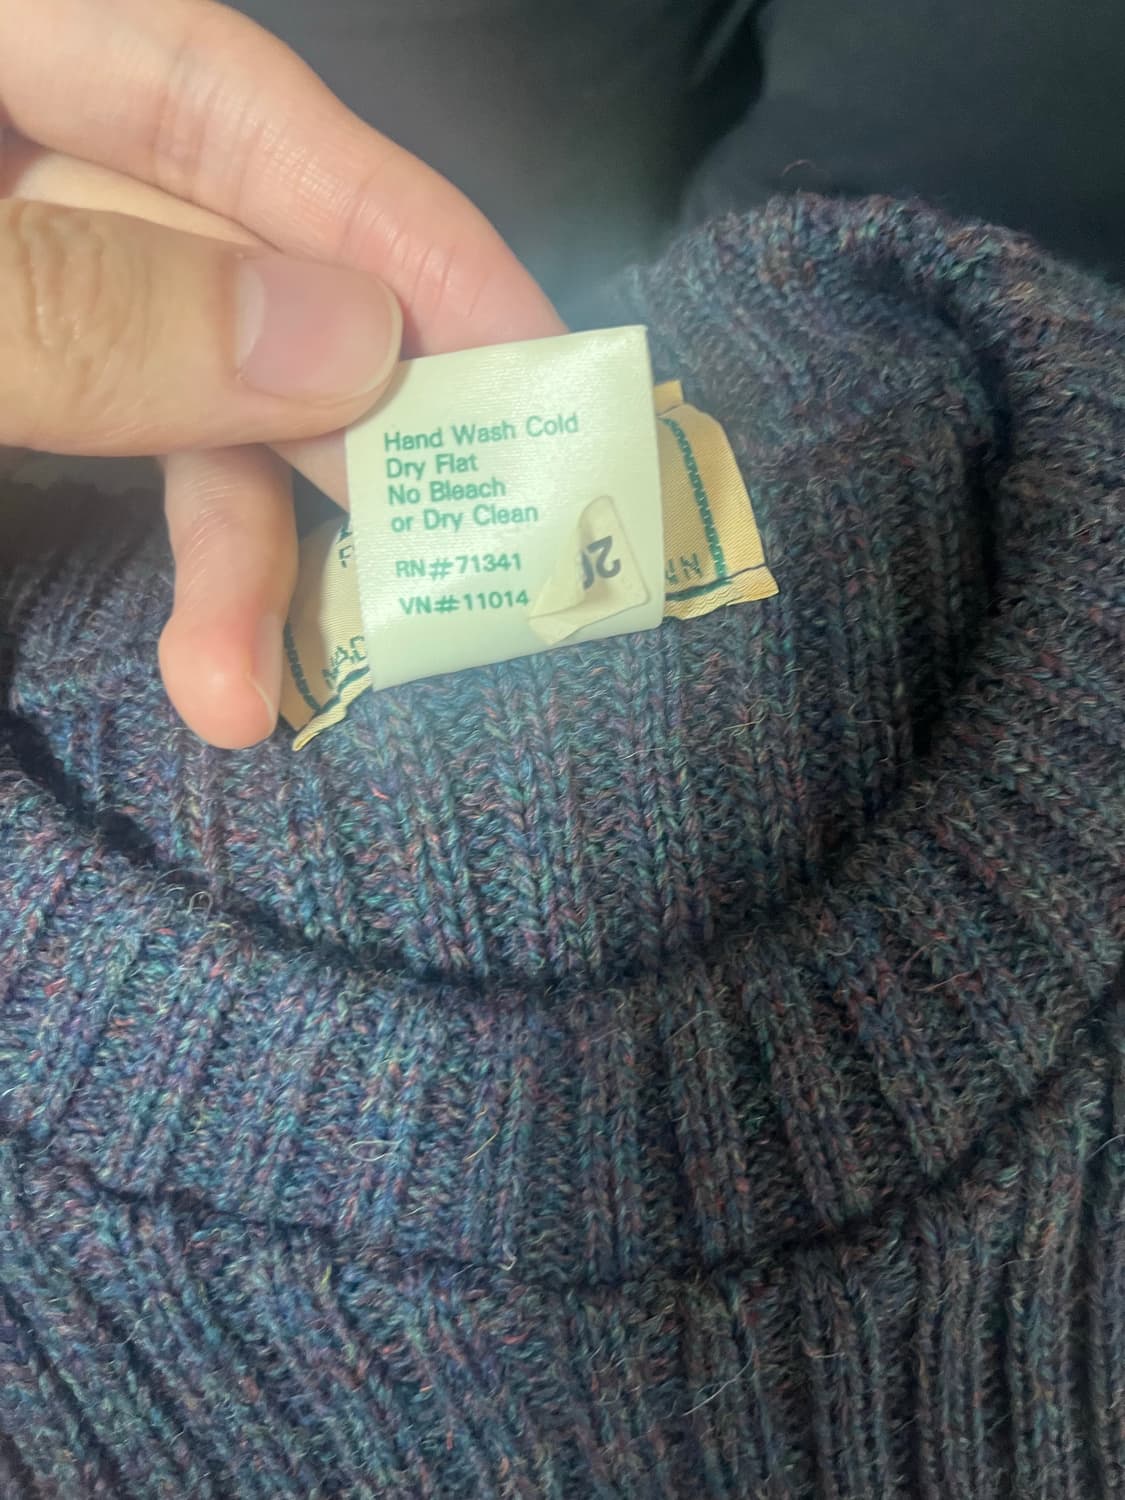 Hand Wash Cold
Dry Flat
No Bleach
or Dry Clean
RN#71341
VN#11014